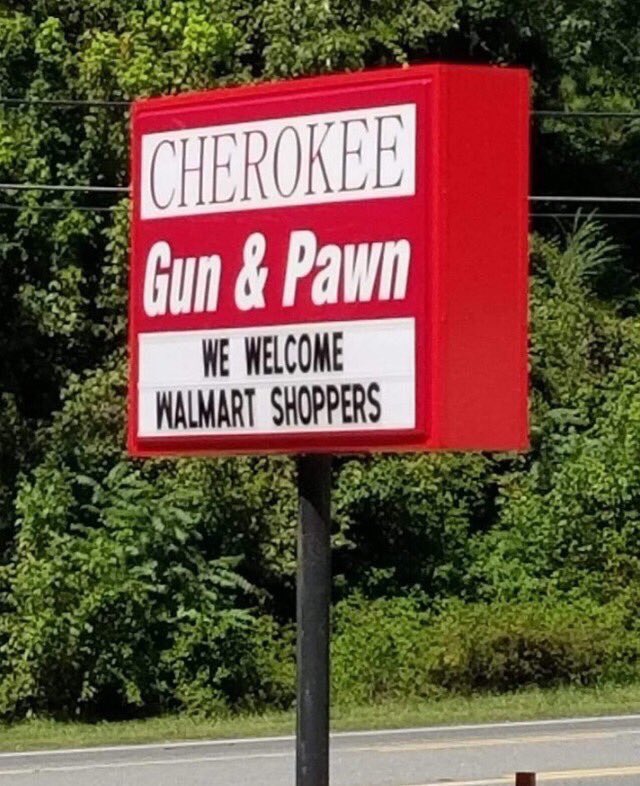 CHEROKEE
Gun & Pawn
WE WELCOME
WALMART SHOPPERS